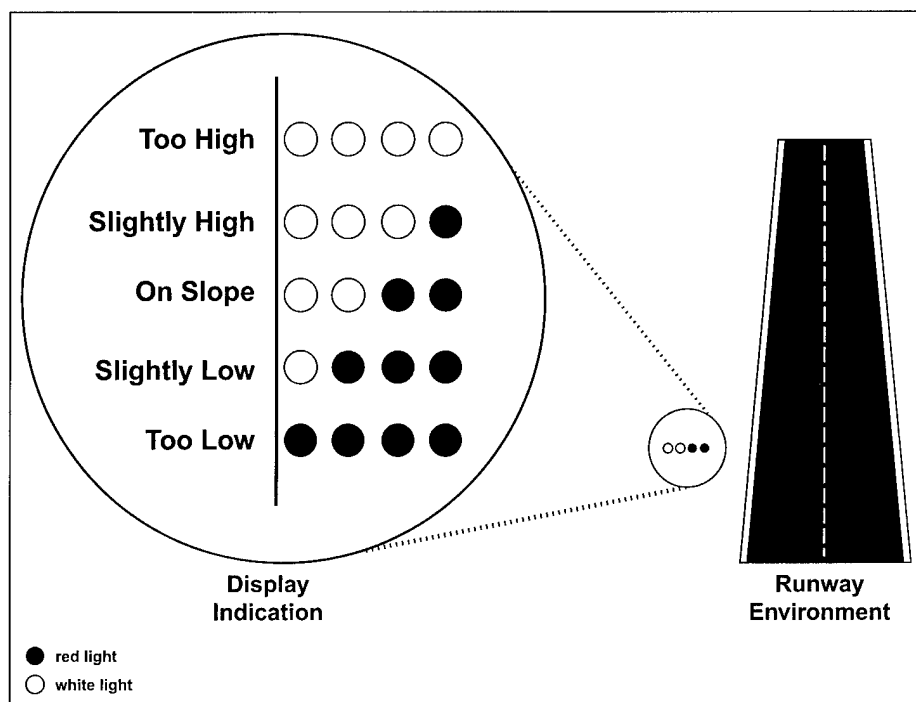 Too High
Slightly High
On Slope
Slightly Low
Too Low
Display
Indication
Runway
Environment
red light
white light